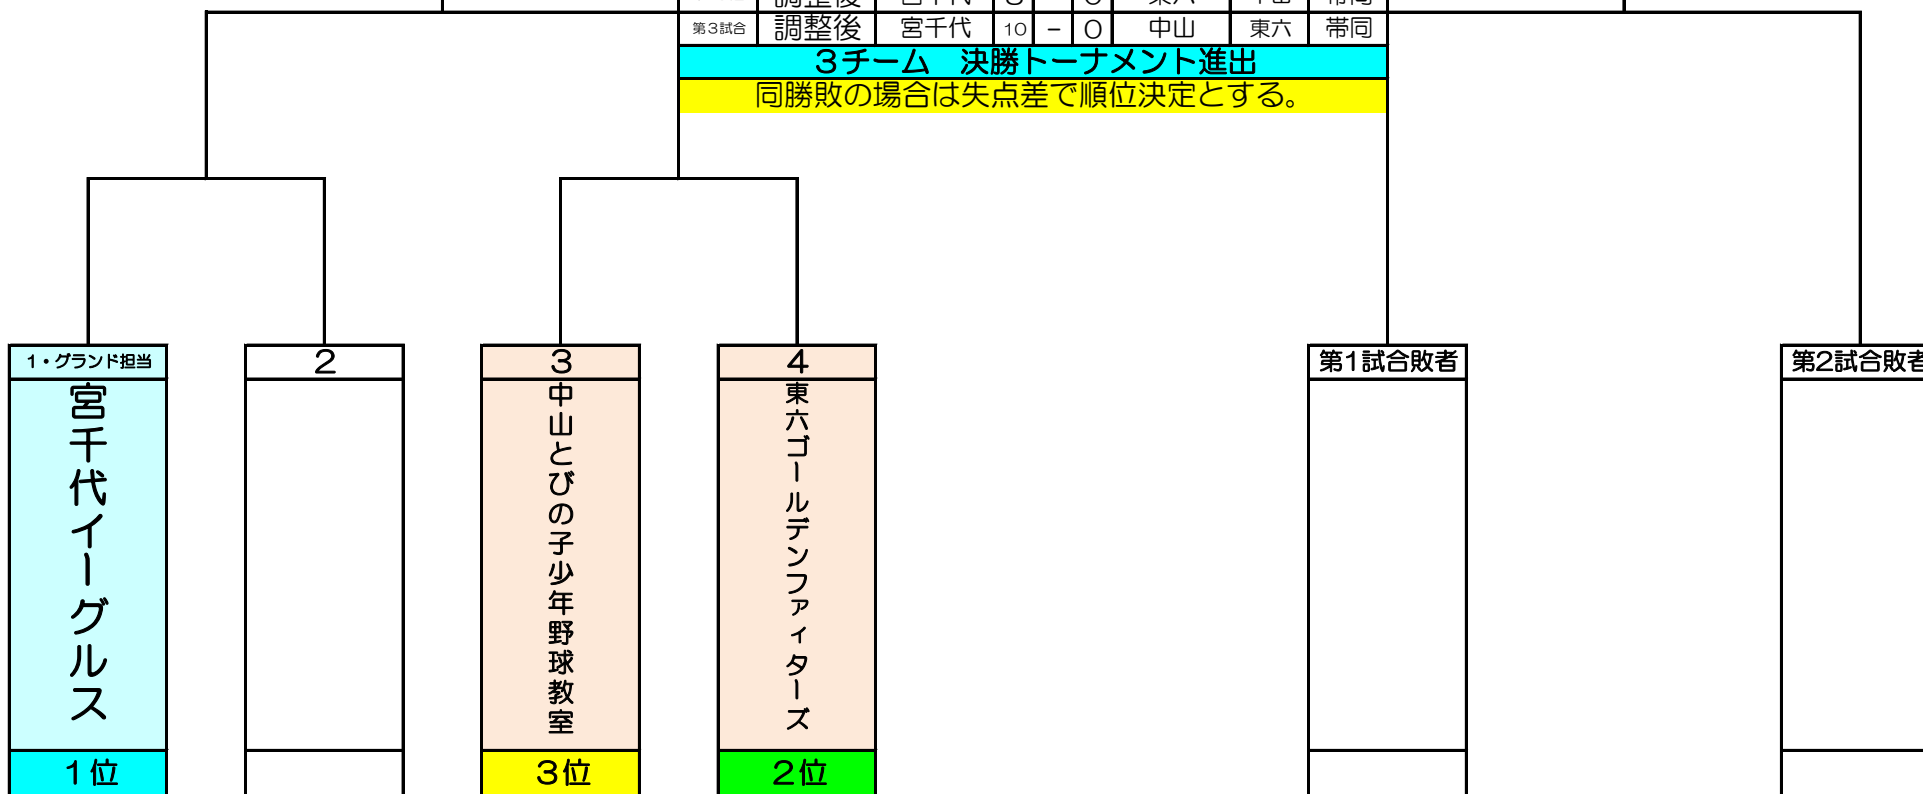 第3試合 調整後 宮千代 10 － 0 中山 東六 帯同
3チーム　決勝トーナメント進出
同勝敗の場合は失点差で順位決定とする。
1・グランド担当
2
3
4
第1試合敗者
第2試合敗者
宮千代イーグルス
中山とびの子少年野球教室
東六ゴールデンファイターズ
1位
3位
2位